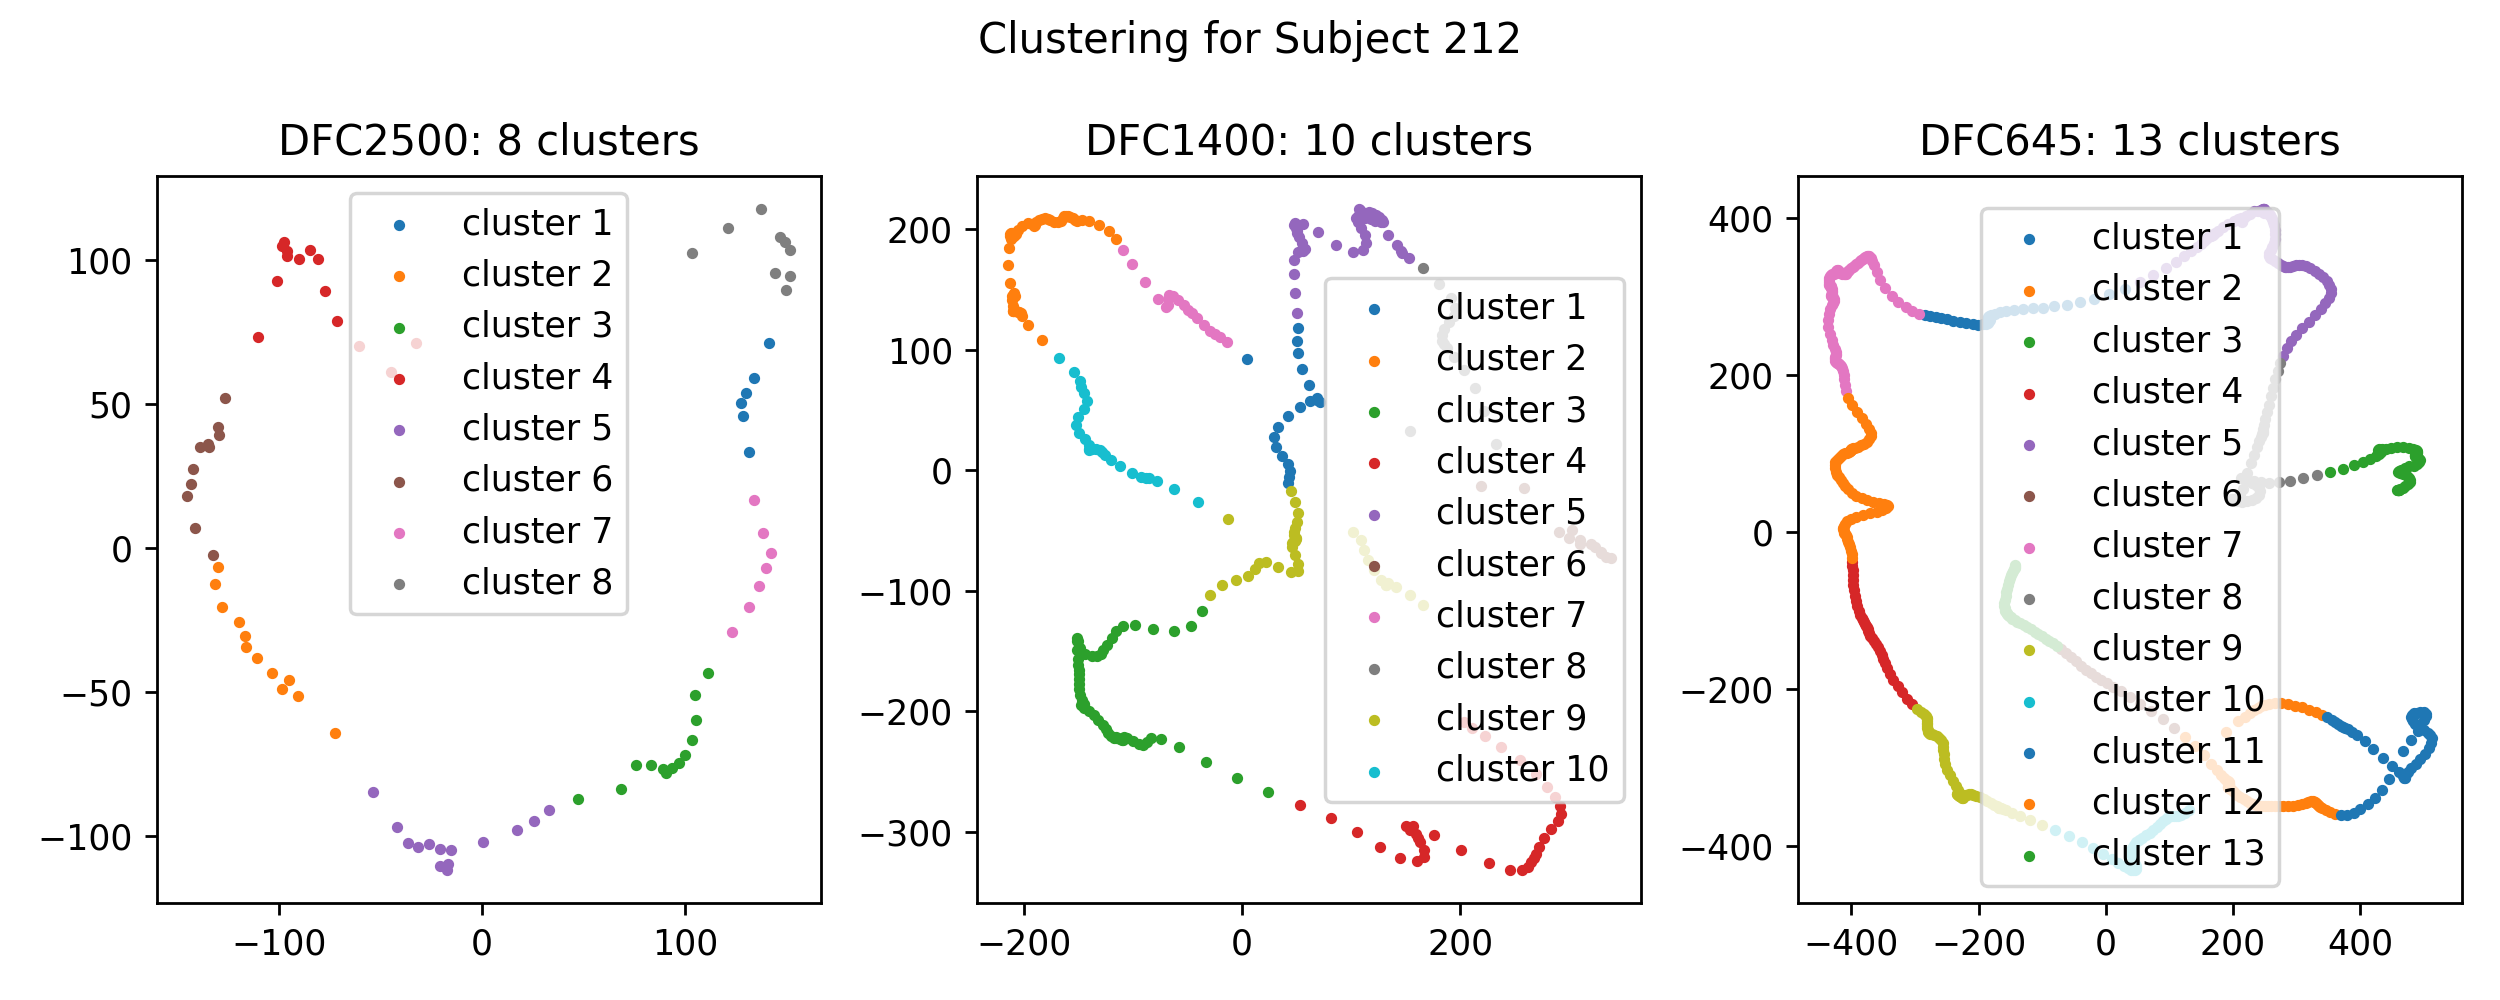 Clustering for Subject 212
DFC2500: 8 clusters
100
50
0
−50
−100
−100
0
100
cluster 1
cluster 2
cluster 3
cluster 4
cluster 5
cluster 6
cluster 7
cluster 8
DFC1400: 10 clusters
200
100
0
−100
−200
−300
−200
0
200
cluster 1
cluster 2
cluster 3
cluster 4
cluster 5
cluster 6
cluster 7
cluster 8
cluster 9
cluster 10
DFC645: 13 clusters
400
200
0
−200
−400
−400
−200
0
200
400
cluster 1
cluster 2
cluster 3
cluster 4
cluster 5
cluster 6
cluster 7
cluster 8
cluster 9
cluster 10
cluster 11
cluster 12
cluster 13